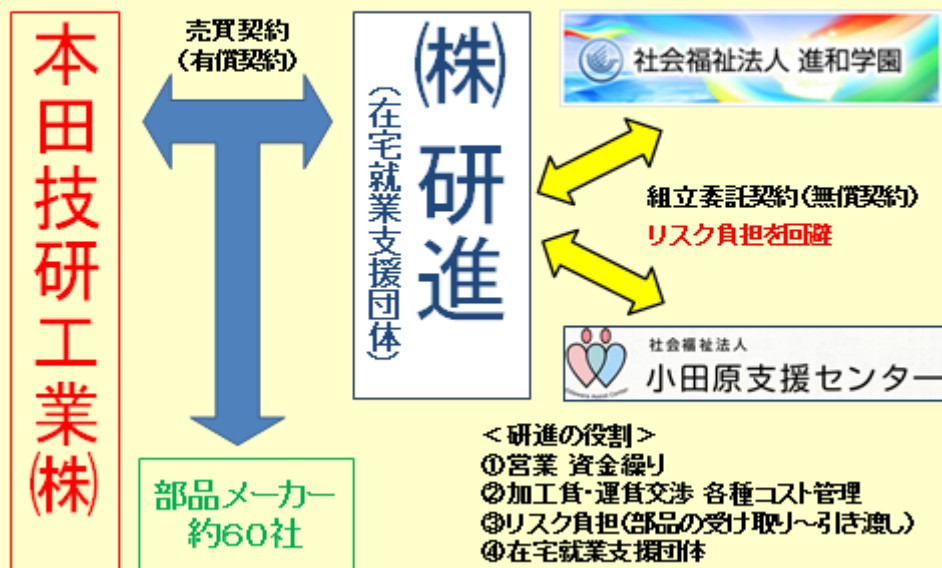 本田技研工業㈱
売買契約
(有償契約)
㈱研進
(在宅就業支援団体)
社会福祉法人 進和学園
組立委託契約(無償契約)
リスク負担を回避
社会福祉法人
小田原支援センター
部品メーカー
約60社
<研進の役割>
①営業 資金繰り
②加工賃・運賃交渉 各種コスト管理
③リスク負担(部品の受け取り~引き渡し)
④在宅就業支援団体